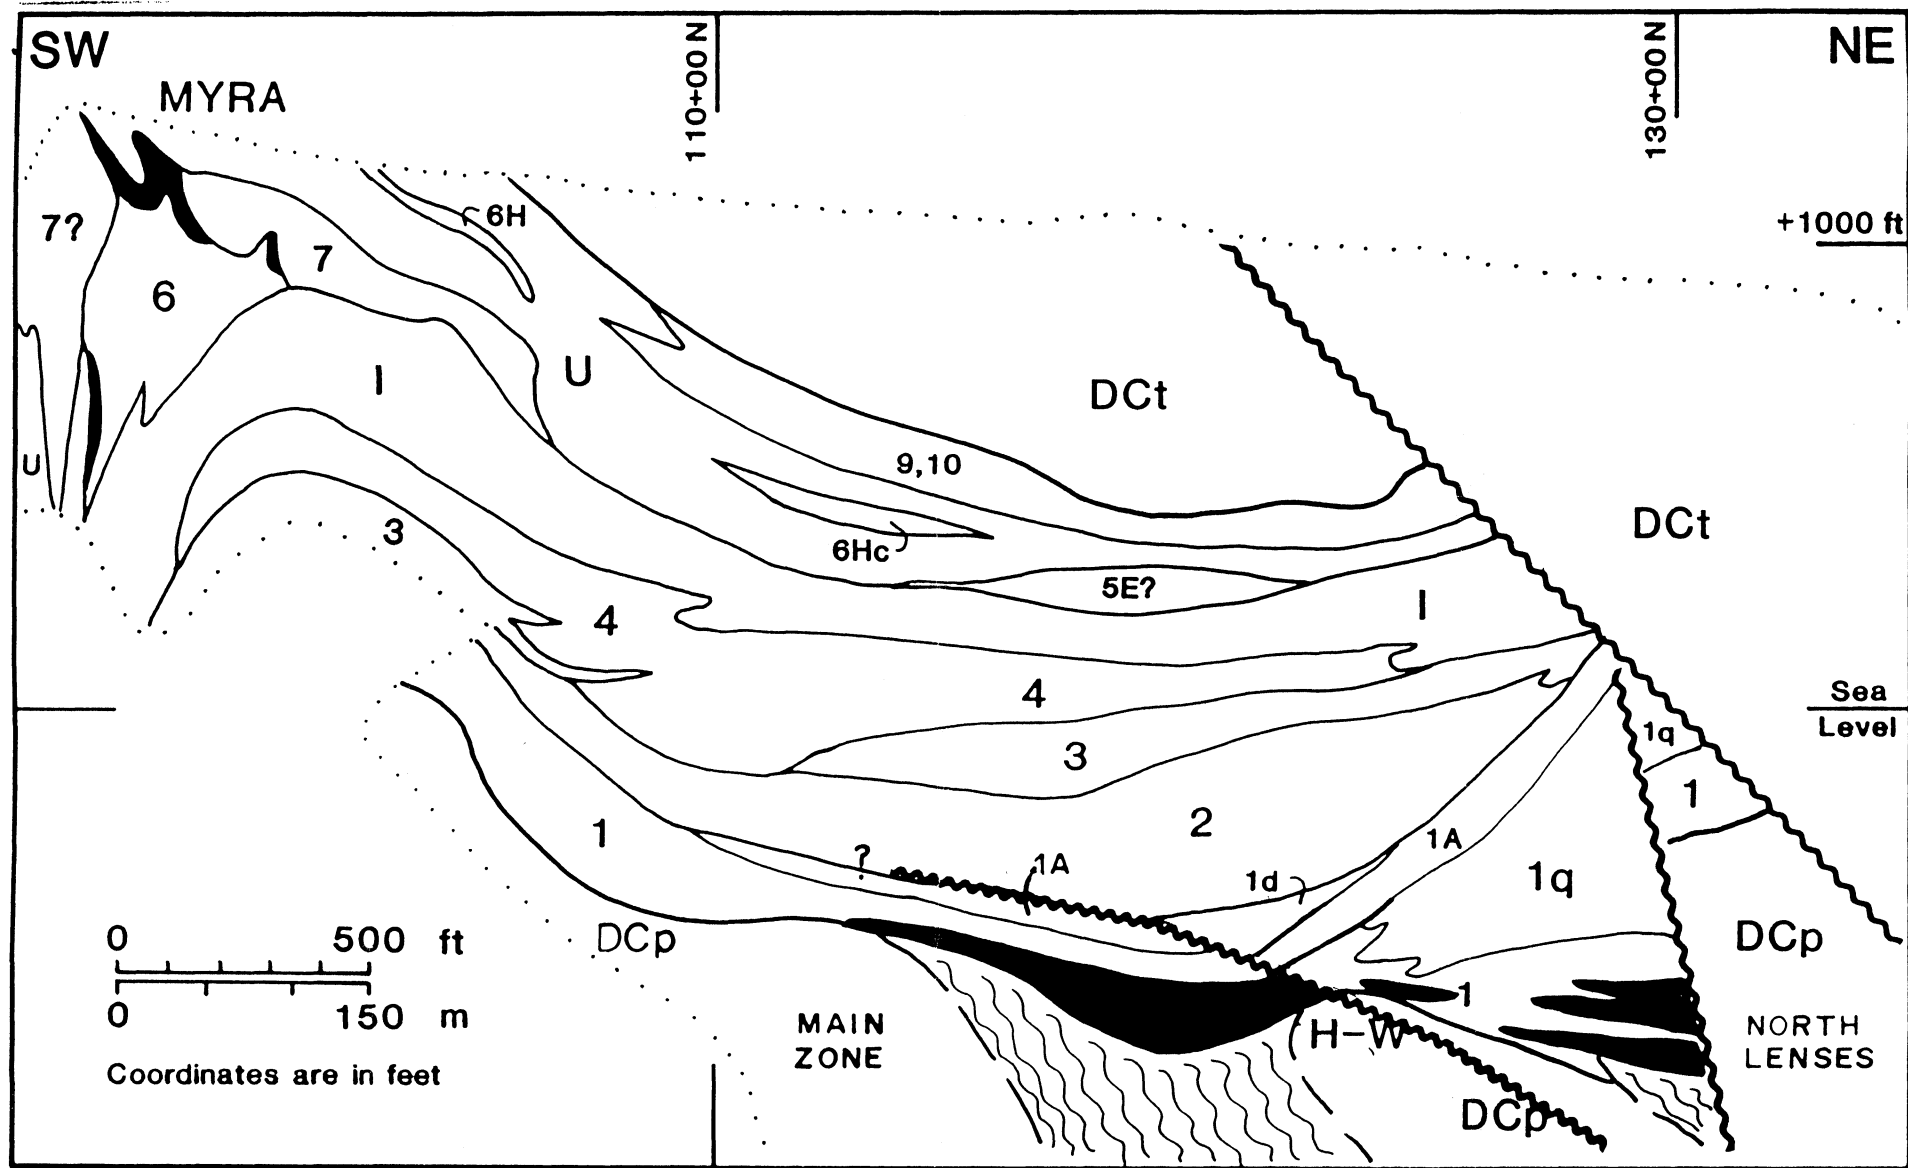 SW
110+00N
130+00N
NE
MYRA
6H
7?
7
+1000 ft
6
U
I
DCt
9,10
DCt
U
3
6Hc
5E?
I
4
4
Sea
Level
1q
3
1
2
1
?
1A
1d
1A
1q
0 500 ft
DCp
DCp
0 150 m
MAIN
ZONE
1
H-W
NORTH
LENSES
Coordinates are in feet
DCp